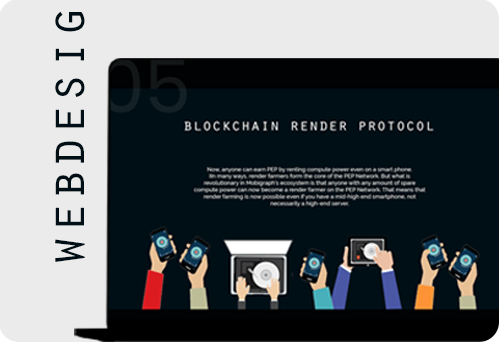 WEBDESIG
05
BLOCKCHAIN RENDER PROTOCOL
Now, anyone can earn PEP by renting compute power even on a smart phone.
IIn many ways, render farmers form the core of the PEP Network. But what is
revolutionary in Mobigraph's ecosystem is that anyone with any amount of spare
compute power can now become a render farmer on the PEP Network. That means that
render farming is now possible even if you have a mid-high-end smartphone, not
necessarily a high-end server.